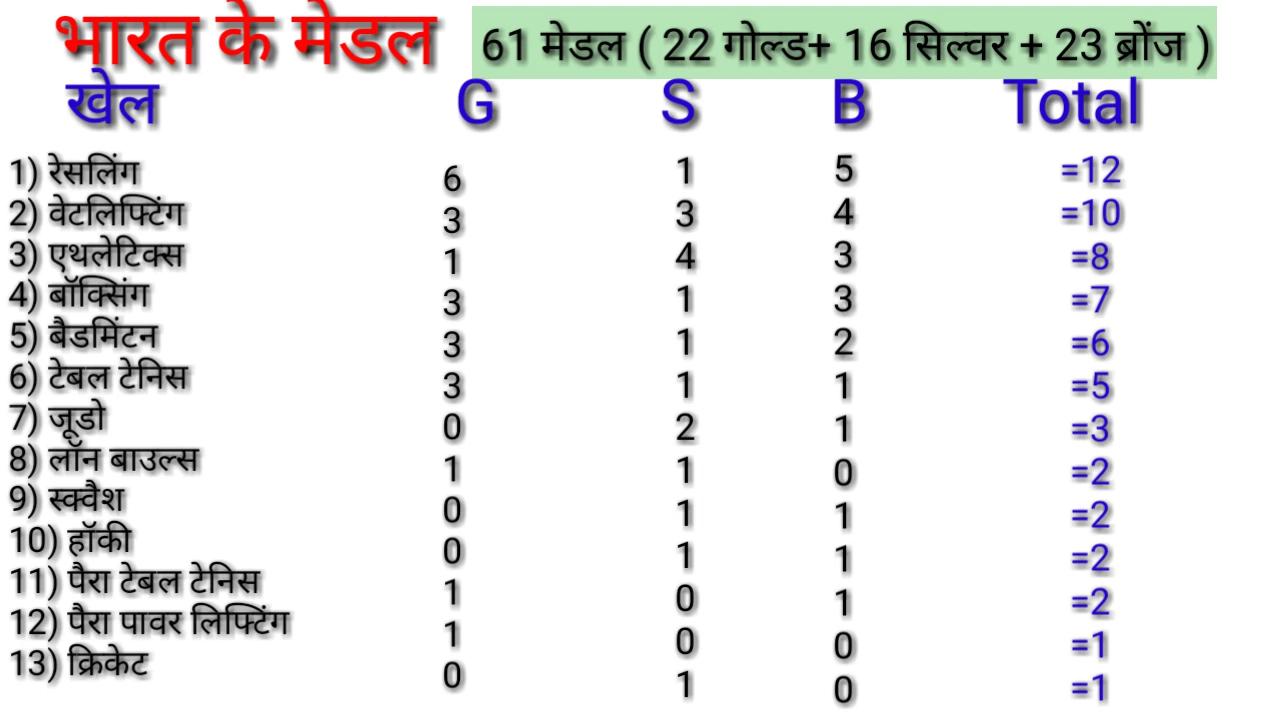 भारत के मेडल 61 मेडल ( 22 गोल्ड+ 16 सिल्वर + 23 ब्रोंज )
खेल G S B Total
1) रेसलिंग 6 1 5 =12
2) वेटलिफ्टिंग 3 3 4 =10
3) एथलेटिक्स 1 4 3 =8
4) बॉक्सिंग 3 1 3 =7
5) बैडमिंटन 3 1 2 =6
6) टेबल टेनिस 3 1 1 =5
7) जूडो 0 2 1 =3
8) लॉन बाउल्स 1 1 0 =2
9) स्क्वैश 0 1 1 =2
10) हॉकी 0 1 1 =2
11) पैरा टेबल टेनिस 1 0 1 =2
12) पैरा पावर लिफ्टिंग 1 0 0 =1
13) क्रिकेट 0 1 0 =1